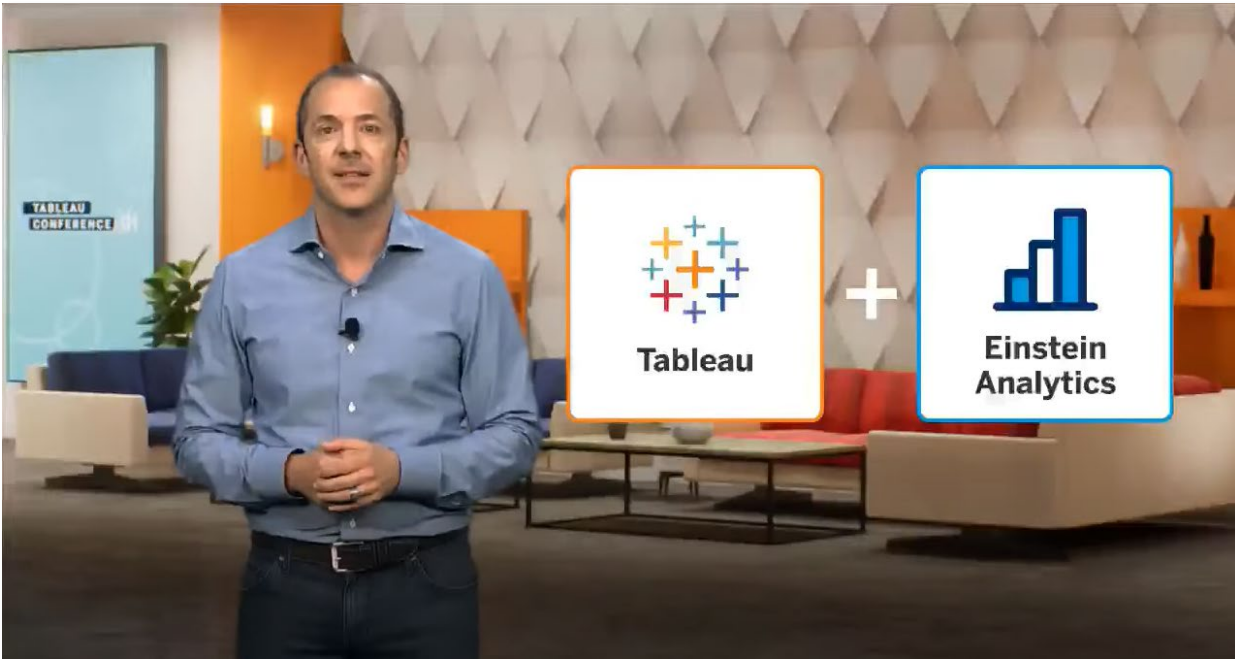 TABLEAU
CONFERENCE
Tableau
Einstein
Analytics